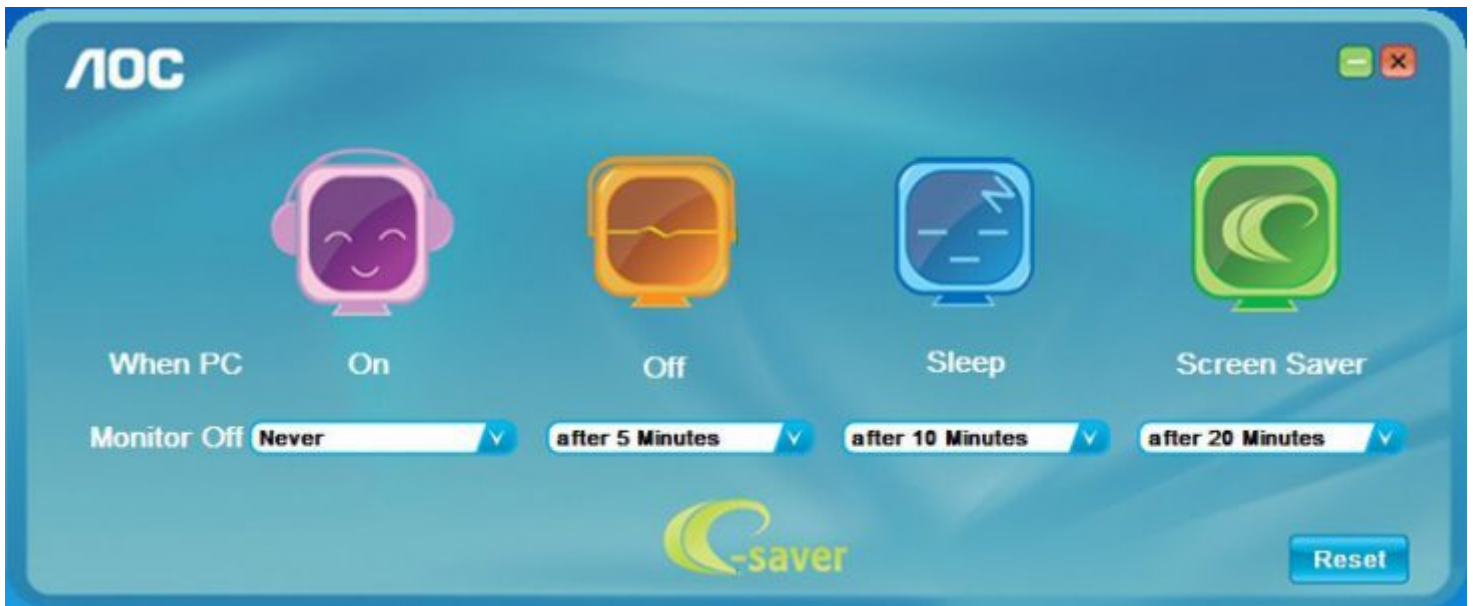 AOC
When PC On Off Sleep Screen Saver
Monitor Off Never after 5 Minutes after 10 Minutes after 20 Minutes
e-saver
Reset